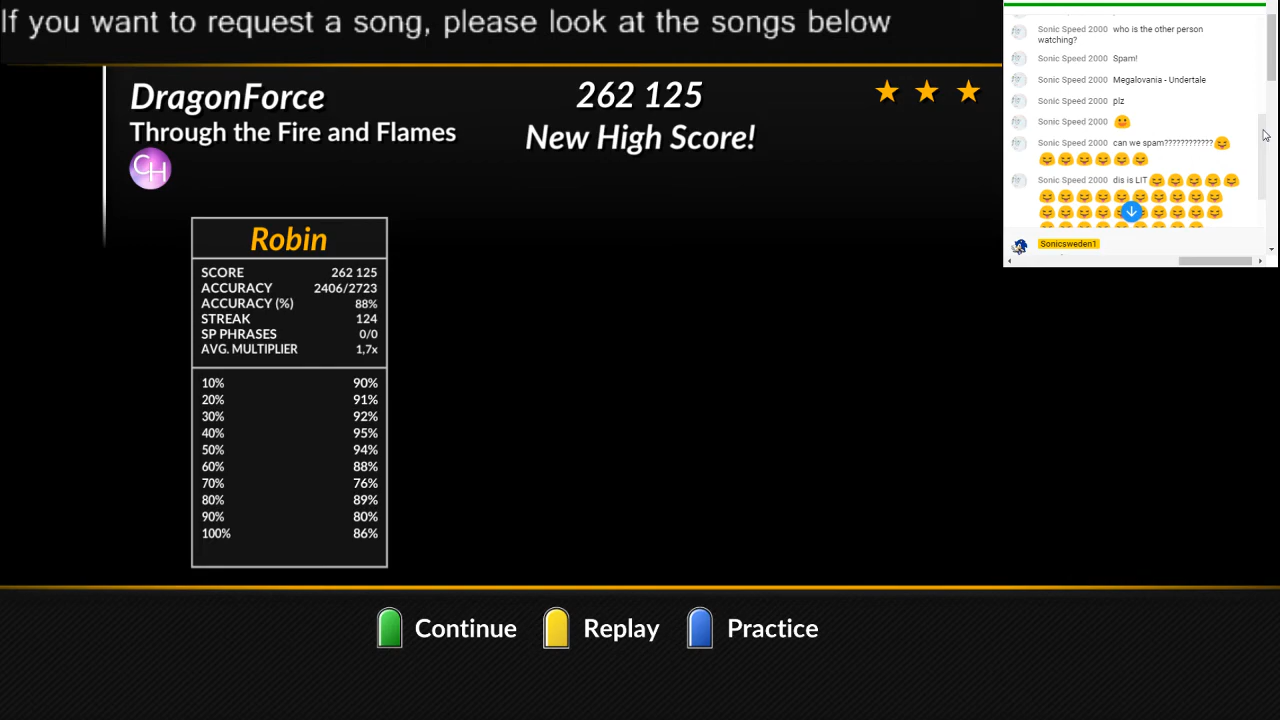 If you want to request a song, please look at the songs below
DragonForce
Through the Fire and Flames
CH
262 125
New High Score!
Robin
SCORE 262 125
ACCURACY 2406/2723
ACCURACY (%) 88%
STREAK 124
SP PHRASES 0/0
AVG. MULTIPLIER 1,7x
10% 90%
20% 91%
30% 92%
40% 95%
50% 94%
60% 88%
70% 76%
80% 89%
90% 80%
100% 86%
Continue Replay Practice
Sonic Speed 2000 who is the other person
watching?
Sonic Speed 2000 Spam!
Sonic Speed 2000 Megalovania - Undertale
Sonic Speed 2000 plz
Sonic Speed 2000
Sonic Speed 2000 can we spam????????????
Sonic Speed 2000 dis is LIT
Sonicsweden1